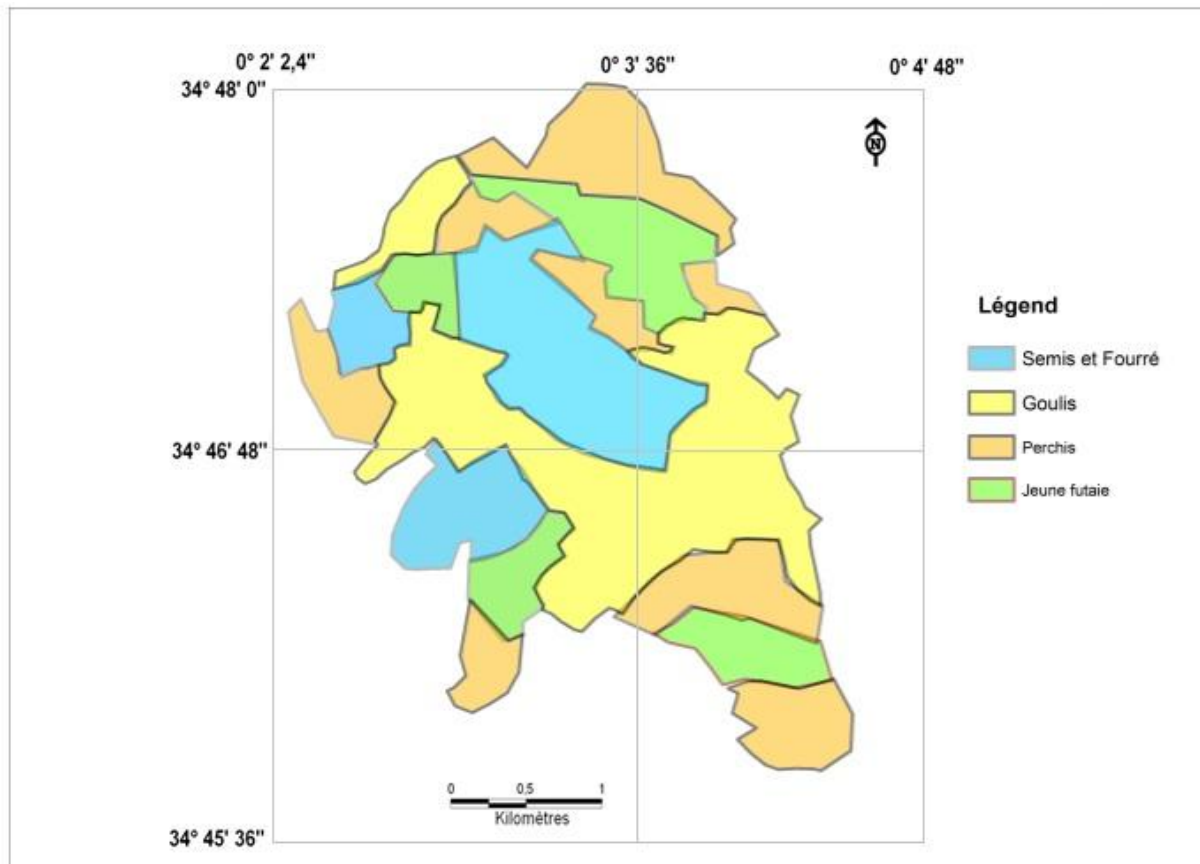 0° 2' 2,4" 0° 3' 36" 0° 4' 48"
34° 48' 0"
N
Légend
Semis et Fourré
Goulis
34° 46' 48"
Perchis
Jeune futaie
0 0,5 1
Kilomètres
34° 45' 36"